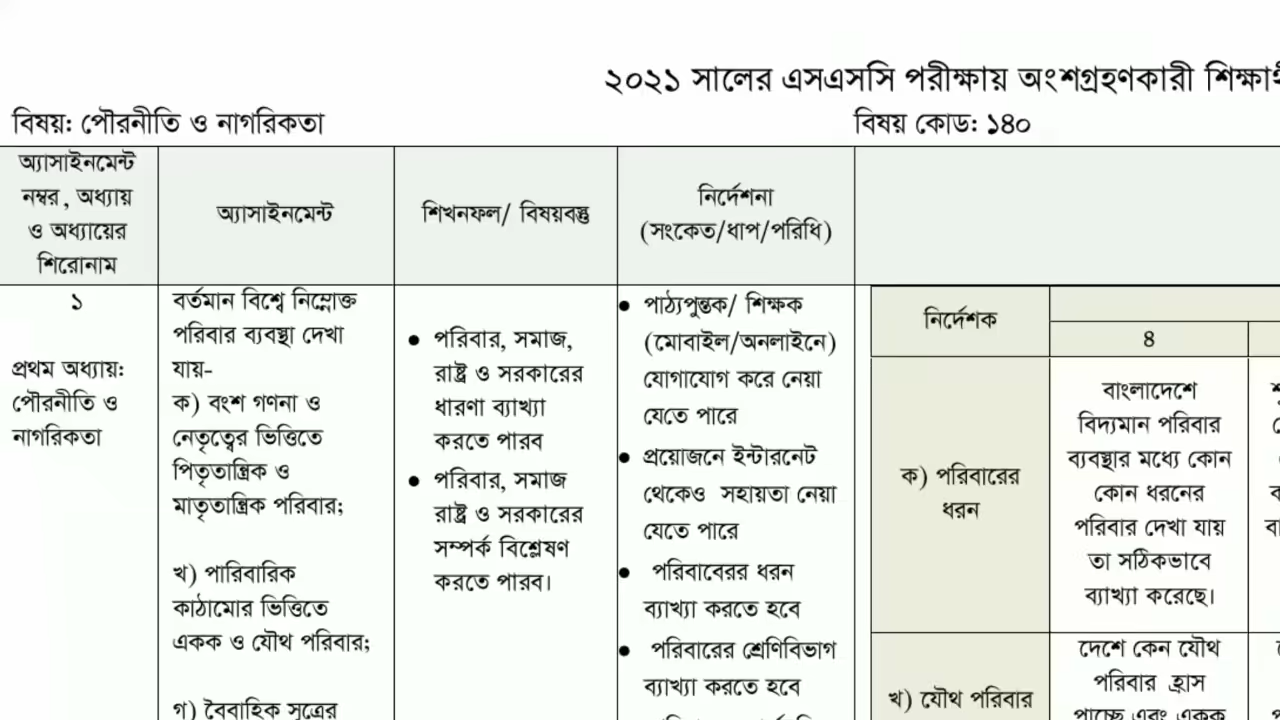 ২০২১ সালের এসএসসি পরীক্ষায় অংশগ্রহণকারী
বিষয়: পৌরনীতি ও নাগরিকতা
বিষয় কোড: ১৪০
অ্যাসাইনমেন্ট
নম্বর, অধ্যায়
ও অধ্যায়ের
শিরোনাম
অ্যাসাইনমেন্ট
শিখনফল/ বিষয়বস্তু
নির্দেশনা
(সংকেত/ধাপ/পরিধি)
১
প্রথম অধ্যায়:
পৌরনীতি ও
নাগরিকতা
বর্তমান বিশ্বে নিম্নোক্ত
পরিবার ব্যবস্থা দেখা
যায়-
ক) বংশ গণনা ও
নেতৃত্বের ভিত্তিতে
পিতৃতান্ত্রিক ও
মাতৃতান্ত্রিক পরিবার;
খ) পারিবারিক
কাঠামোর ভিত্তিতে
একক ও যৌথ পরিবার;
গ) বৈবাহিক সূত্রের
● পরিবার, সমাজ,
রাষ্ট্র ও সরকারের
ধারণা ব্যাখ্যা
করতে পারব
● পরিবার, সমাজ
রাষ্ট্র ও সরকারের
সম্পর্ক বিশ্লেষণ
করতে পারব।
● পাঠ্যপুস্তক/ শিক্ষক
(মোবাইল/অনলাইনে)
যোগাযোগ করে নেয়া
যেতে পারে
● প্রয়োজনে ইন্টারনেট
থেকেও সহায়তা নেয়া
যেতে পারে
● পরিবাবেরর ধরন
ব্যাখ্যা করতে হবে
● পরিবারের শ্রেণিবিভাগ
ব্যাখ্যা করতে হবে
নির্দেশক
৪
ক) পরিবারের
ধরন
বাংলাদেশে
বিদ্যমান পরিবার
ব্যবস্থার মধ্যে কোন
কোন ধরনের
পরিবার দেখা যায়
তা সঠিকভাবে
ব্যাখ্যা করেছে।
খ) যৌথ পরিবার
দেশে কেন যৌথ
পরিবার হ্রাস
পাচ্ছে এবং একক